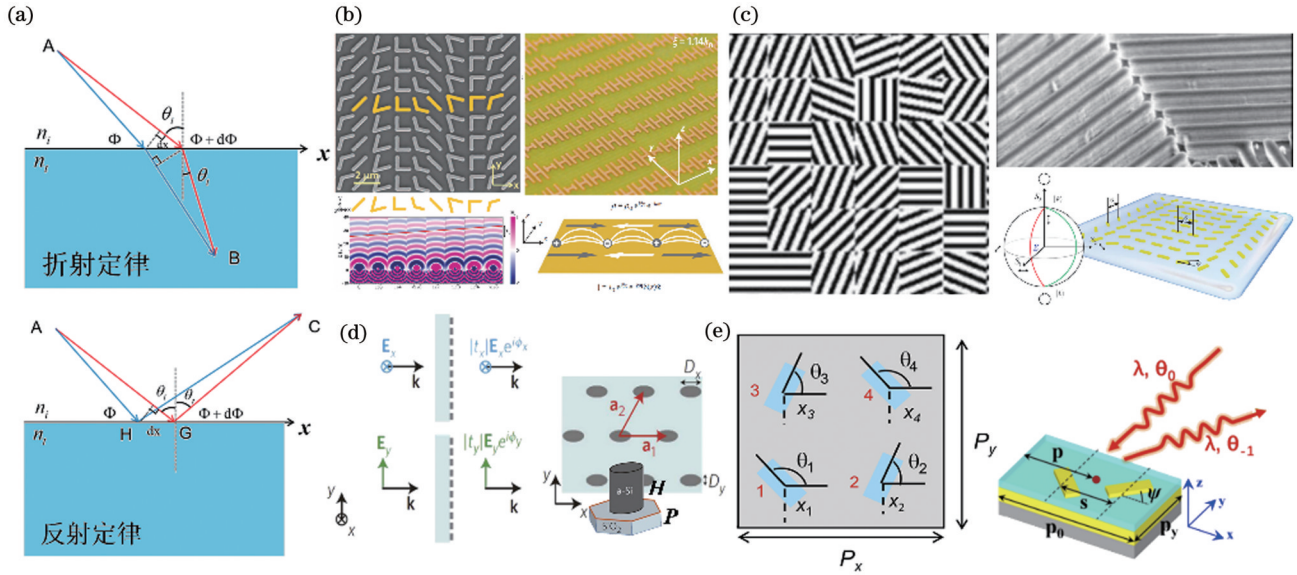 (a)
A
θi
ni
Φ
dx
Φ + dΦ
x
nt
θt
B
折射定律
A
C
θi
θr
ni
Φ
Φ + dΦ
H
dx
G
x
nt
反射定律
(b)
2 μm
y
x
(c)
(d)
Ex
k
|tx|Exe^iϕx
k
Ey
k
|ty|Eye^iϕy
k
y
x
Dx
a2
a1
Dy
y
x
a-Si
H
P
SiO2
(e)
3
θ3
x3
4
θ4
x4
1
θ1
x1
2
θ2
x2
Py
Px
λ, θ0
λ, θ-1
p
s
ψ
p0
py
z
y
x